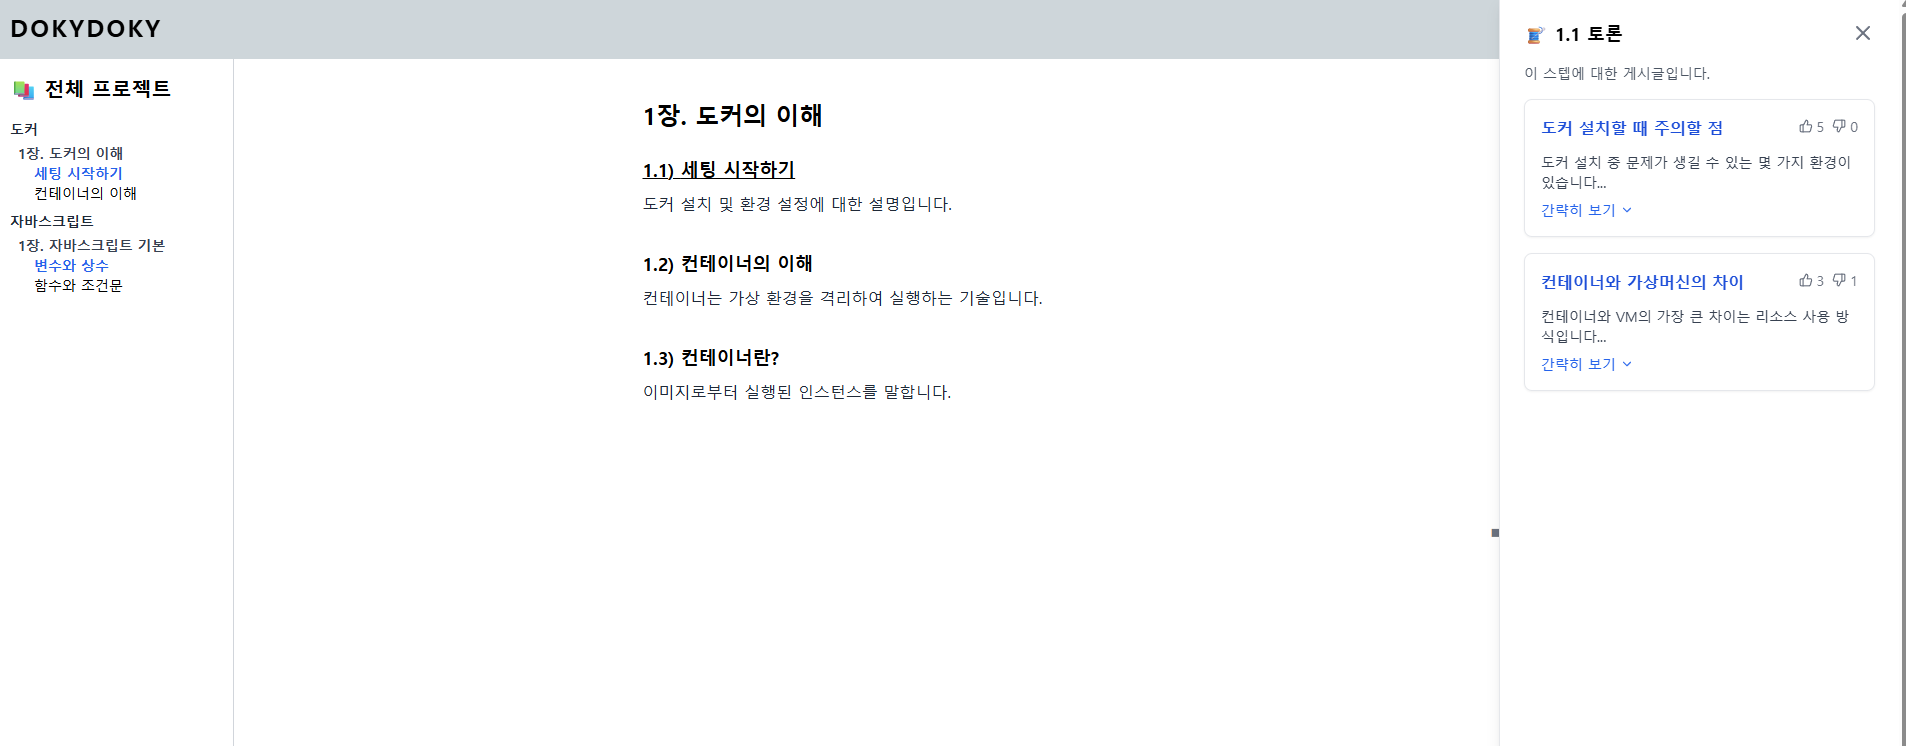 DOKYDOKY
전체 프로젝트
도커
1장. 도커의 이해
세팅 시작하기
컨테이너의 이해
자바스크립트
1장. 자바스크립트 기본
변수와 상수
함수와 조건문
1장. 도커의 이해
1.1) 세팅 시작하기
도커 설치 및 환경 설정에 대한 설명입니다.
1.2) 컨테이너의 이해
컨테이너는 가상 환경을 격리하여 실행하는 기술입니다.
1.3) 컨테이너란?
이미지로부터 실행된 인스턴스를 말합니다.
1.1 토론
이 스텝에 대한 게시글입니다.
도커 설치할 때 주의할 점 5 0
도커 설치 중 문제가 생길 수 있는 몇 가지 환경이
있습니다...
간략히 보기
컨테이너와 가상머신의 차이 3 1
컨테이너와 VM의 가장 큰 차이는 리소스 사용 방
식입니다...
간략히 보기